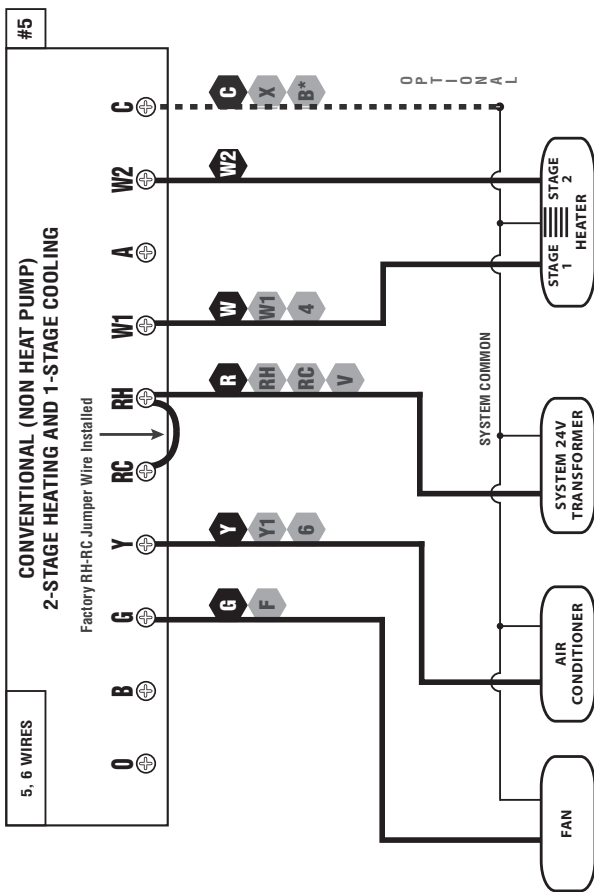 #5
5, 6 WIRES
CONVENTIONAL (NON HEAT PUMP)
2-STAGE HEATING AND 1-STAGE COOLING
Factory RH-RC Jumper Wire Installed
O B G Y RC RH W1 A W2 C
G
F
Y
Y1
6
R
RH
RC
V
W
W1
4
W2
C
X
B*
OPTIONAL
SYSTEM COMMON
FAN
AIR
CONDITIONER
SYSTEM 24V
TRANSFORMER
STAGE
1
STAGE
2
HEATER